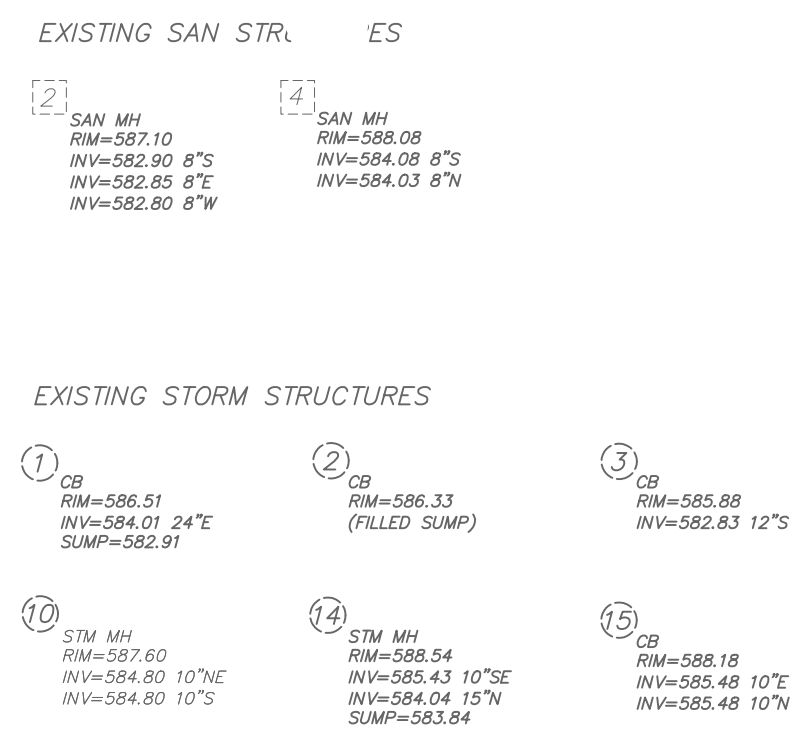 EXISTING SAN
2
SAN MH
RIM=587.10
INV=582.90 8"S
INV=582.85 8"E
INV=582.80 8"W
4
SAN MH
RIM=588.08
INV=584.08 8"S
INV=584.03 8"N
EXISTING STORM STRUCTURES
1
CB
RIM=586.51
INV=584.01 24"E
SUMP=582.91
2
CB
RIM=586.33
(FILLED SUMP)
3
CB
RIM=585.88
INV=582.83 12"S
10
STM MH
RIM=587.60
INV=584.80 10"NE
INV=584.80 10"S
14
STM MH
RIM=588.54
INV=585.43 10"SE
INV=584.04 15"N
SUMP=583.84
15
CB
RIM=588.18
INV=585.48 10"E
INV=585.48 10"N